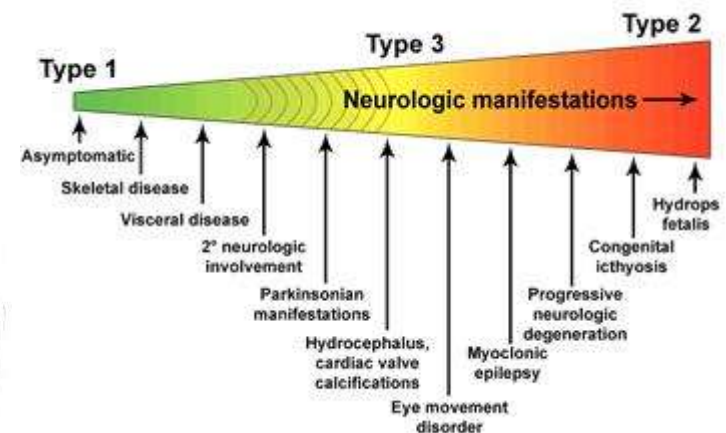 Type 2
Type 3
Type 1
Neurologic manifestations
Asymptomatic
Skeletal disease
Visceral disease
2° neurologic
involvement
Parkinsonian
manifestations
Hydrocephalus,
cardiac valve
calcifications
Eye movement
disorder
Myoclonic
epilepsy
Progressive
neurologic
degeneration
Congenital
icthyosis
Hydrops
fetalis